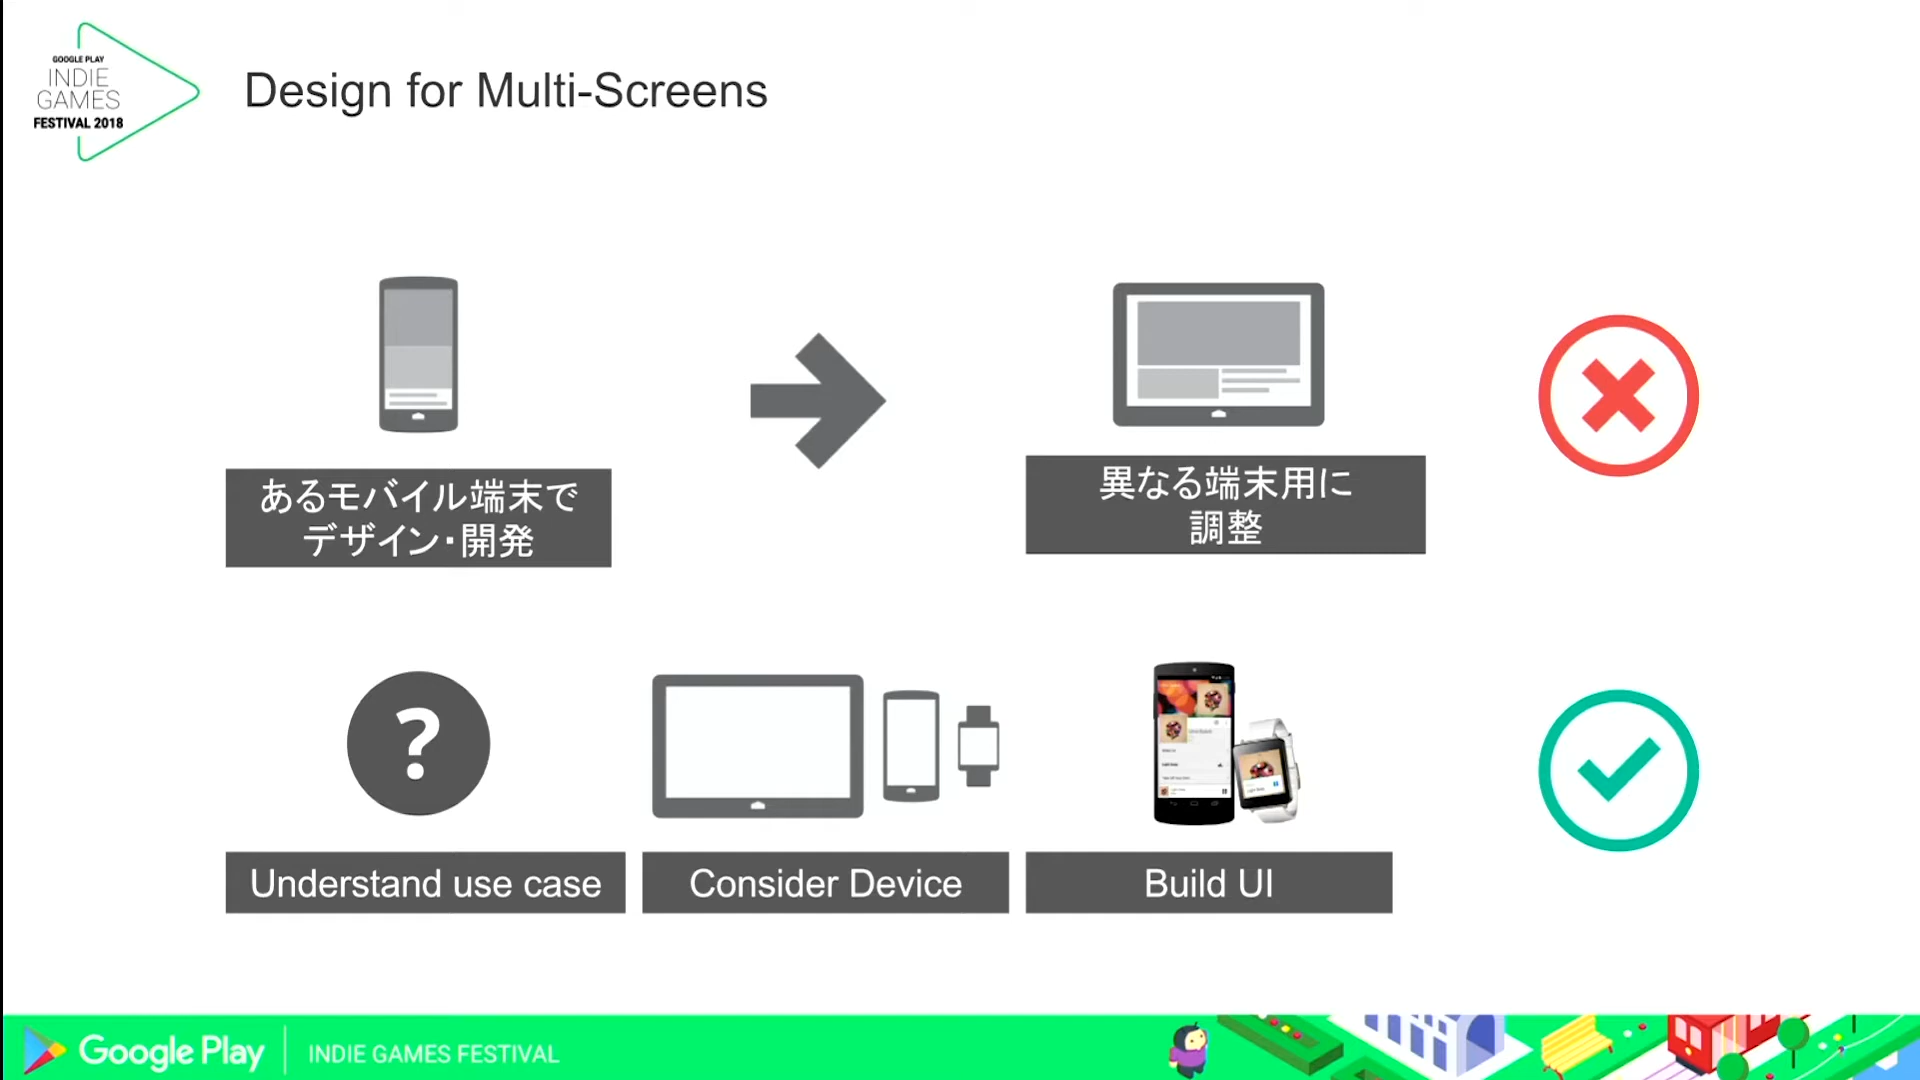 GOOGLE PLAY
INDIE
GAMES
FESTIVAL 2018
Design for Multi-Screens
あるモバイル端末で
デザイン・開発
異なる端末用に
調整
?
Understand use case
Consider Device
Build UI
Google Play
INDIE GAMES FESTIVAL